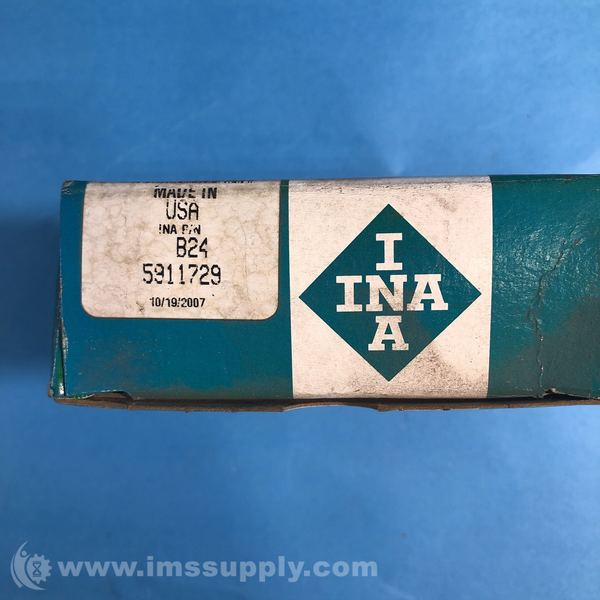 MADE IN
USA
INA P/N
B24
5911729
10/19/2007
I
INA
A
www.imssupply.com